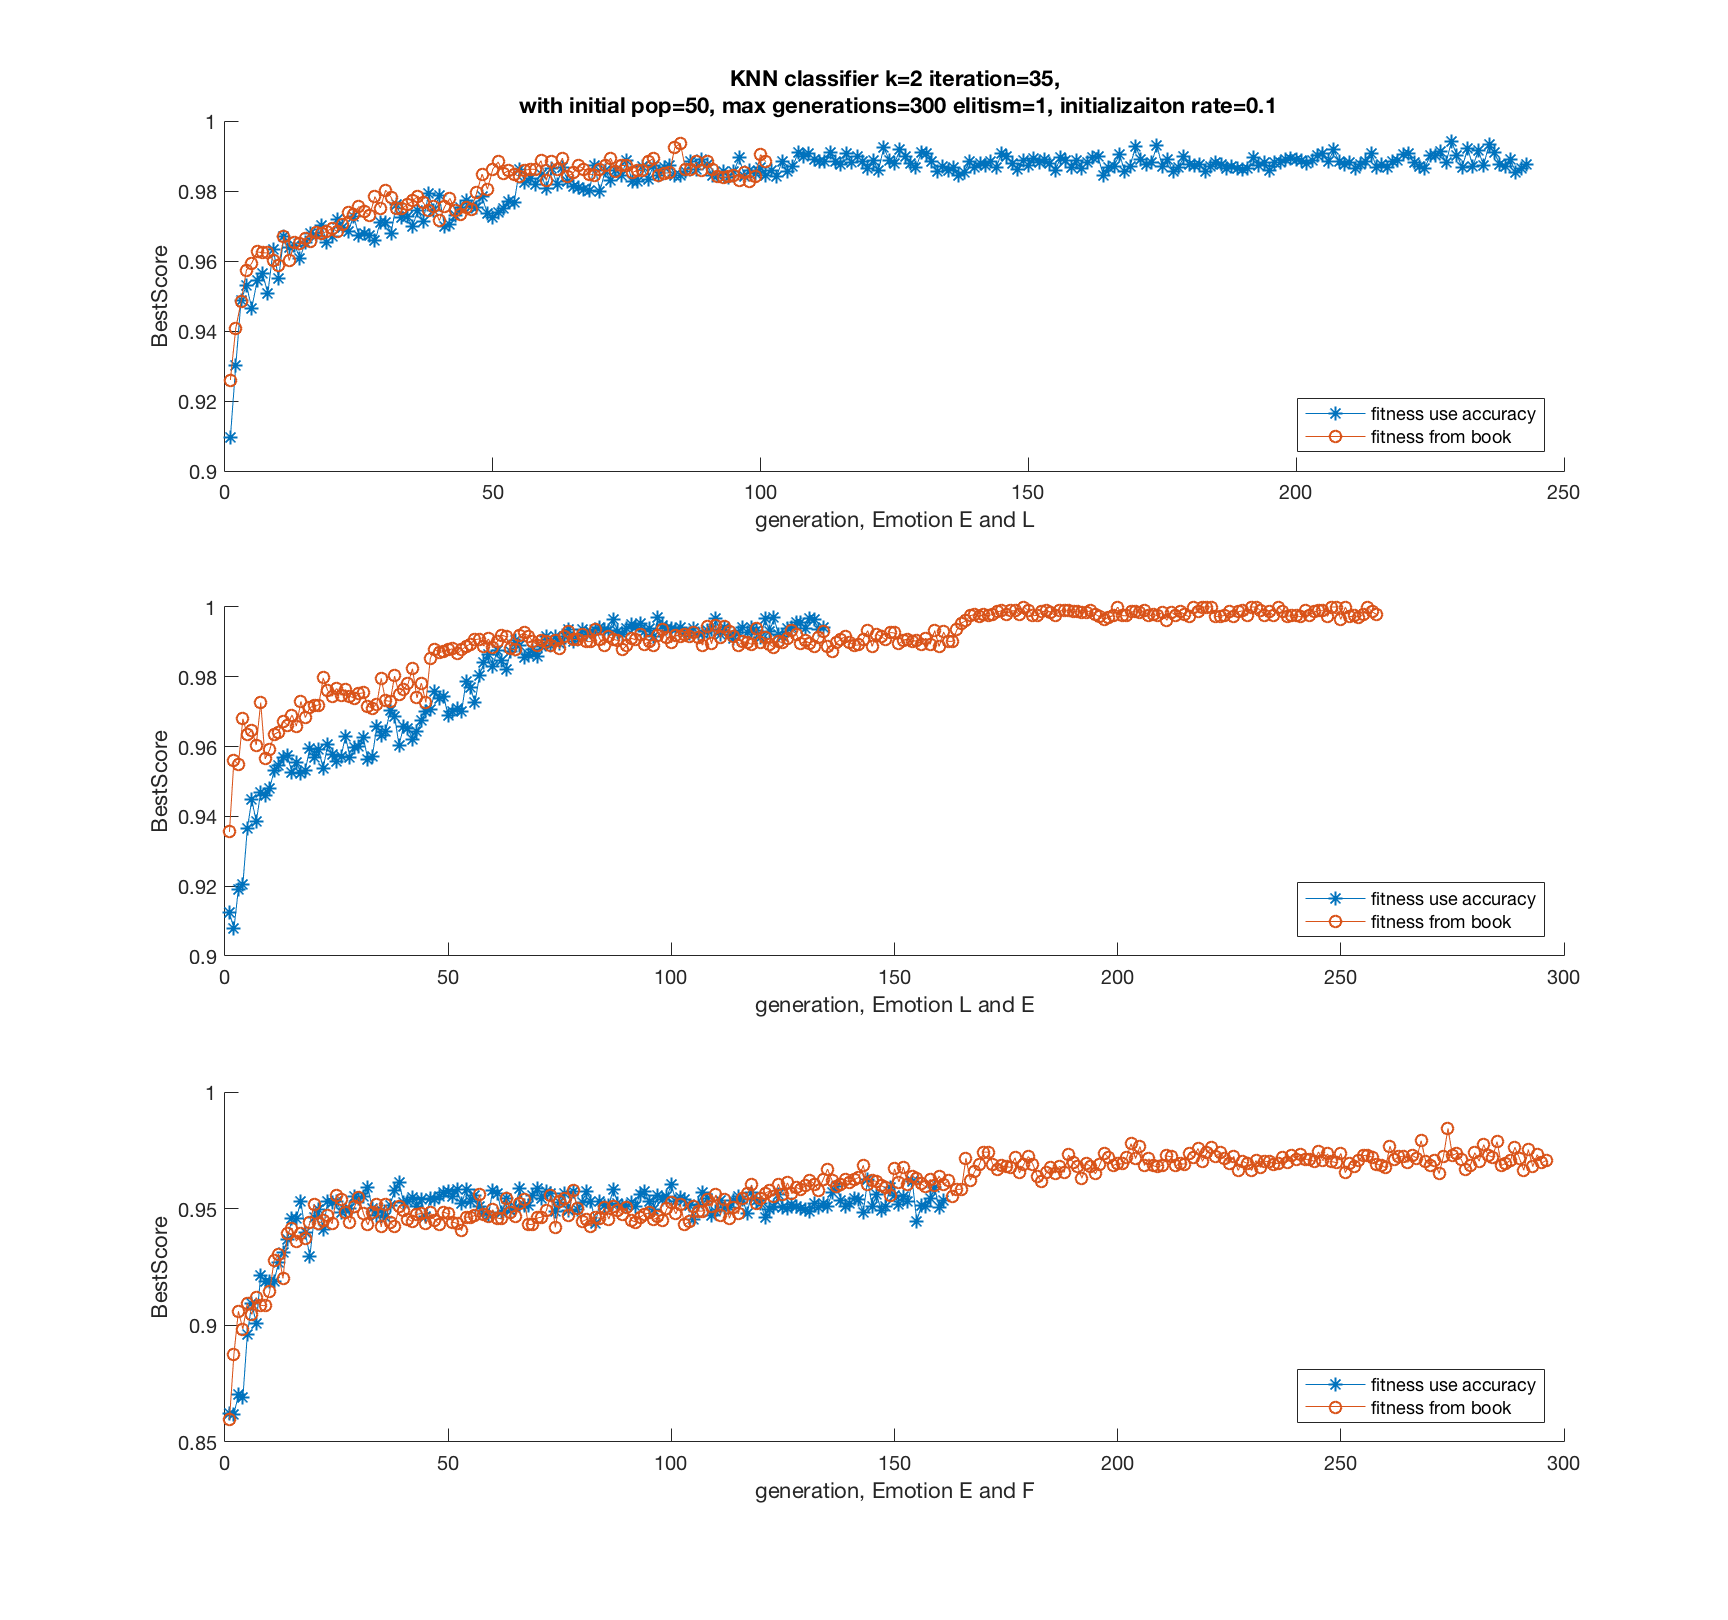 KNN classifier k=2 iteration=35,
with initial pop=50, max generations=300 elitism=1, initializaiton rate=0.1
1
0.98
0.96
0.94
0.92
0.9
BestScore
fitness use accuracy
fitness from book
0 50 100 150 200 250
generation, Emotion E and L
1
0.98
0.96
0.94
0.92
0.9
BestScore
fitness use accuracy
fitness from book
0 50 100 150 200 250 300
generation, Emotion L and E
1
0.95
0.9
0.85
BestScore
fitness use accuracy
fitness from book
0 50 100 150 200 250 300
generation, Emotion E and F